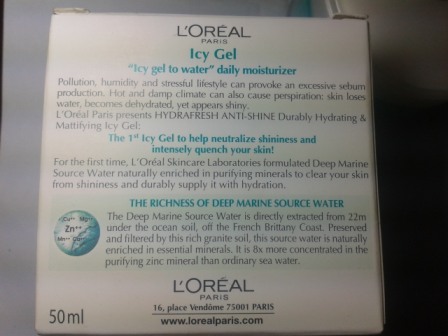 L'ORÉAL
PARIS
Icy Gel
"Icy gel to water" daily moisturizer
Pollution, humidity and stressful lifestyle can provoke an excessive sebum
production. Hot and damp climate can also cause perspiration: skin loses
water, becomes dehydrated, yet appears shiny.
L'Oréal Paris presents HYDRAFRESH ANTI-SHINE Durably Hydrating &
Mattifying Icy Gel:
The 1st Icy Gel to help neutralize shininess and
intensely quench your skin!
For the first time, L'Oréal Skincare Laboratories formulated Deep Marine
Source Water naturally enriched in purifying minerals to clear your skin
from shininess and durably supply it with hydration.
THE RICHNESS OF DEEP MARINE SOURCE WATER
Cu++ Mg++
Zn++
Mn++ Ca++
The Deep Marine Source Water is directly extracted from 22m
under the ocean soil, off the French Brittany Coast. Preserved
and filtered by this rich granite soil, this source water is naturally
enriched in essential minerals. It is 8x more concentrated in the
purifying zinc mineral than ordinary sea water.
L'ORÉAL
PARIS
50ml
16, place Vendôme 75001 PARIS
www.lorealparis.com